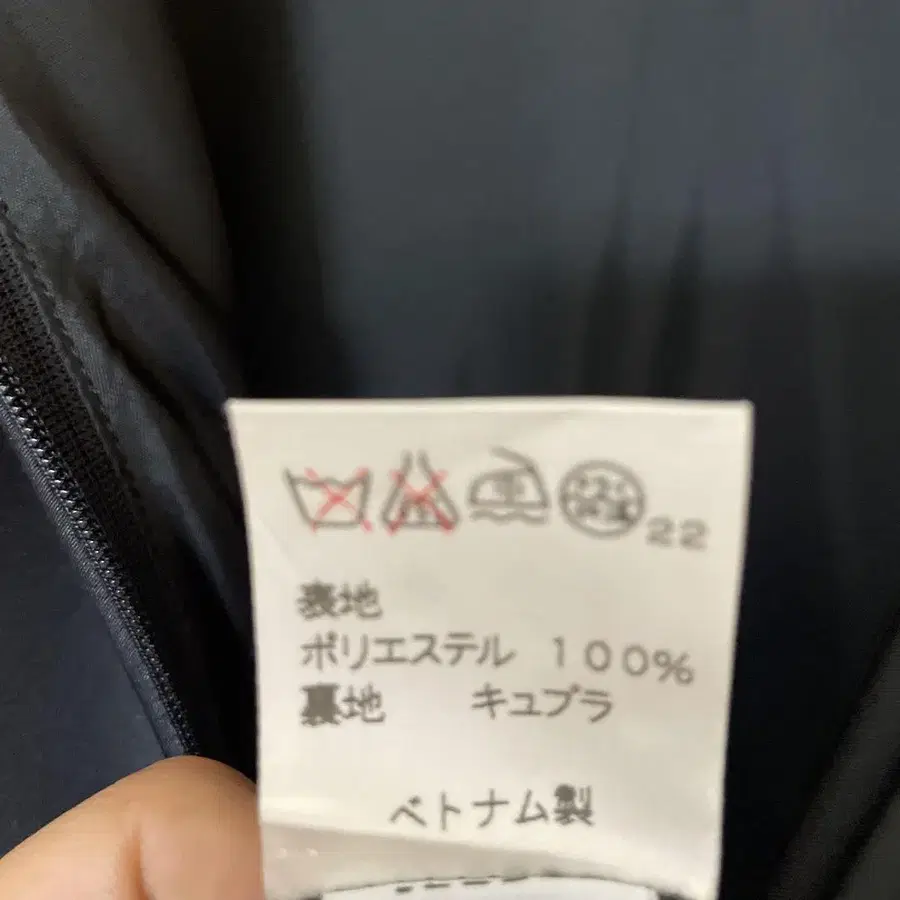 22
表地
ポリエステル 100%
裏地 キュプラ
ベトナム製